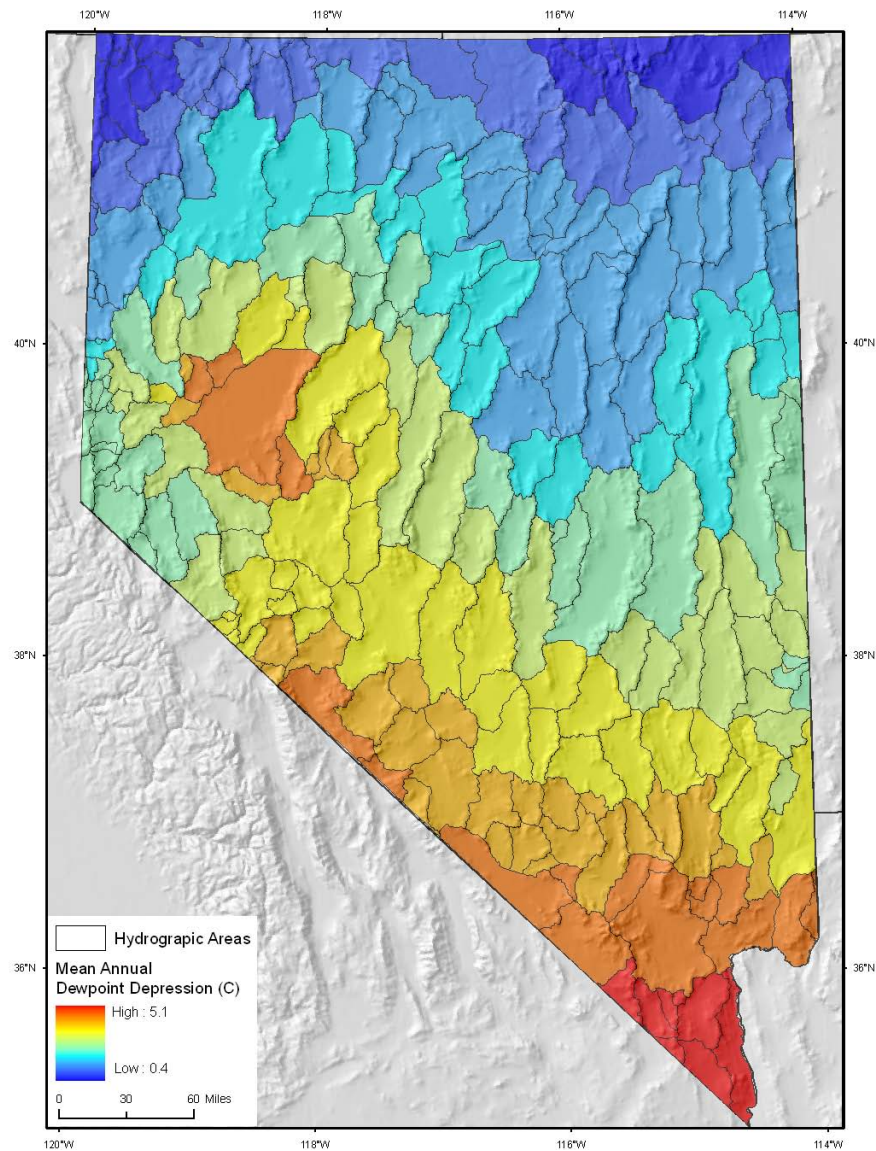 120°W 118°W 116°W 114°W
40°N 40°N
38°N 38°N
36°N 36°N
Hydrograpic Areas
Mean Annual
Dewpoint Depression (C)
High : 5.1
Low : 0.4
0 30 60 Miles
120°W 118°W 116°W 114°W